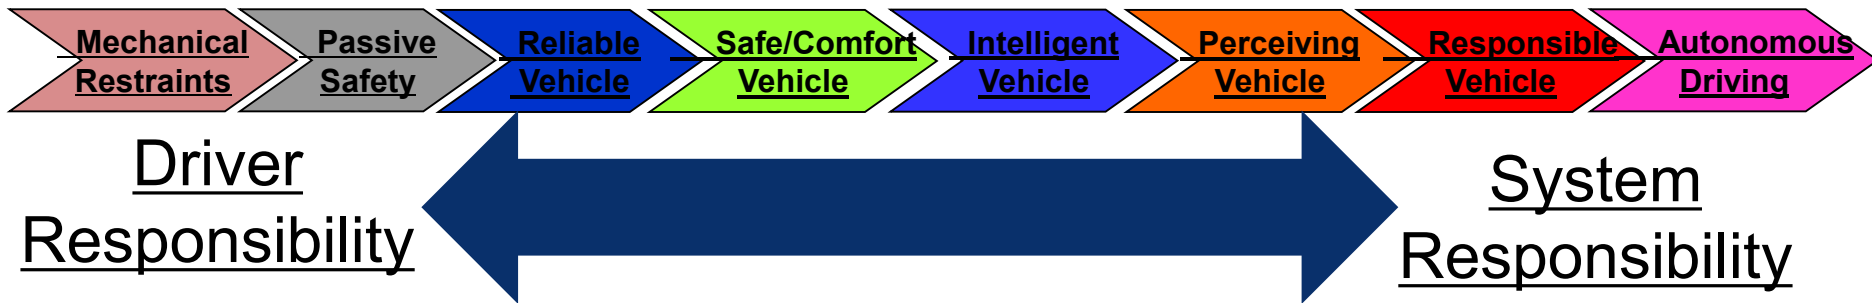 Mechanical
Restraints
Passive
Safety
Reliable
Vehicle
Safe/Comfort
Vehicle
Intelligent
Vehicle
Perceiving
Vehicle
Responsible
Vehicle
Autonomous
Driving
Driver
Responsibility
System
Responsibility